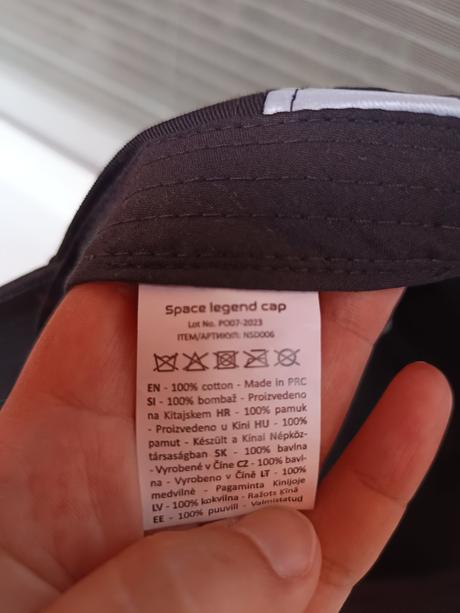 Space legend cap
Lot No. PO07-2023
ITEM/АРТИКУЛ: NSD006
EN - 100% cotton - Made in PRC
SI - 100% bombaž - Proizvedeno
na Kitajskem HR - 100% pamuk
- Proizvedeno u Kini HU - 100%
pamut - Készült a Kínai Népköz-
társaságban SK - 100% bavlna
- Vyrobené v Číne CZ - 100% bavl-
na - Vyrobeno v Číně LT - 100%
medvilnė - Pagaminta Kinijoje
LV - 100% kokvilna - Ražots Ķīnā
EE - 100% puuvill - Valmistatud